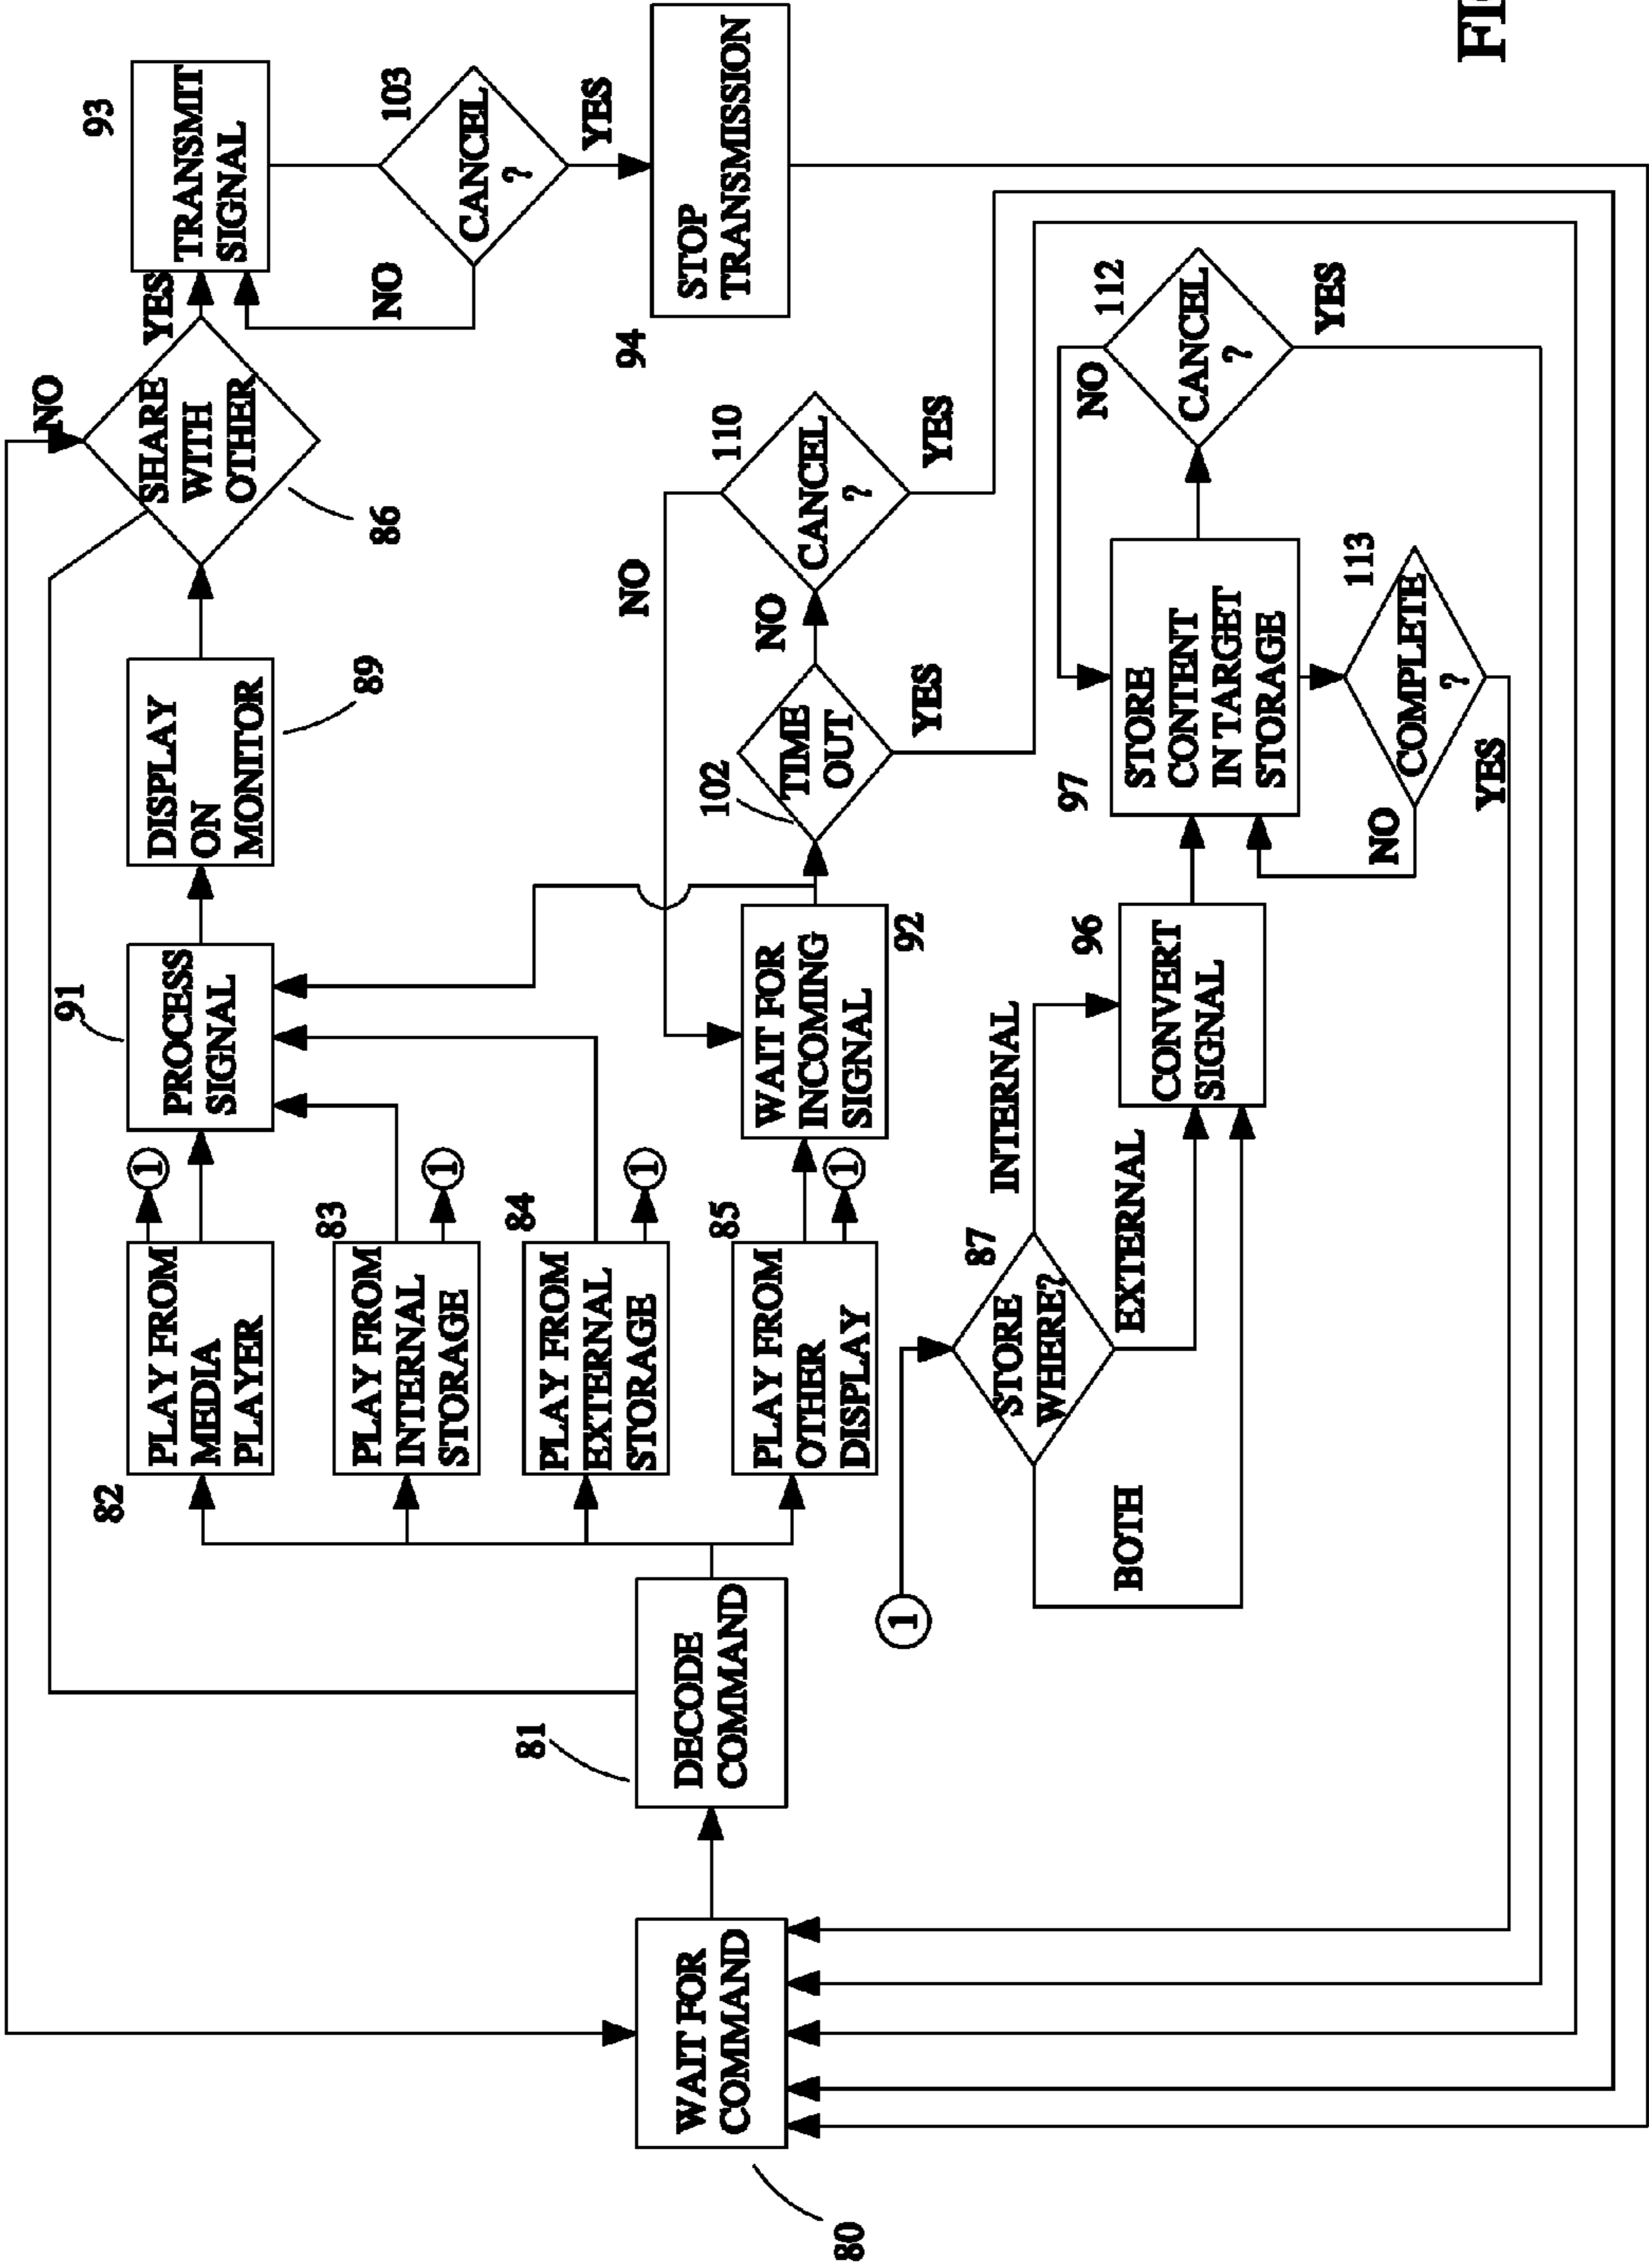 93
TRANSMIT
SIGNAL
103
CANCEL
?
YES
NO
STOP
TRANSMISSION
94
NO
YES
SHARE
WITH
OTHER
86
DISPLAY
ON
MONITOR
89
91
PROCESS
SIGNAL
82
PLAY FROM
MEDIA
PLAYER
1
83
PLAY FROM
INTERNAL
STORAGE
1
84
PLAY FROM
EXTERNAL
STORAGE
1
85
PLAY FROM
OTHER
DISPLAY
1
WAIT FOR
INCOMING
SIGNAL
92
102
TIME
OUT
NO
YES
110
CANCEL
?
NO
YES
81
DECODE
COMMAND
WAIT FOR
COMMAND
80
1
87
STORE
WHERE?
INTERNAL
EXTERNAL
BOTH
96
CONVERT
SIGNAL
97
STORE
CONTENT
IN TARGET
STORAGE
112
CANCEL
?
NO
YES
113
COMPLETE
?
NO
YES